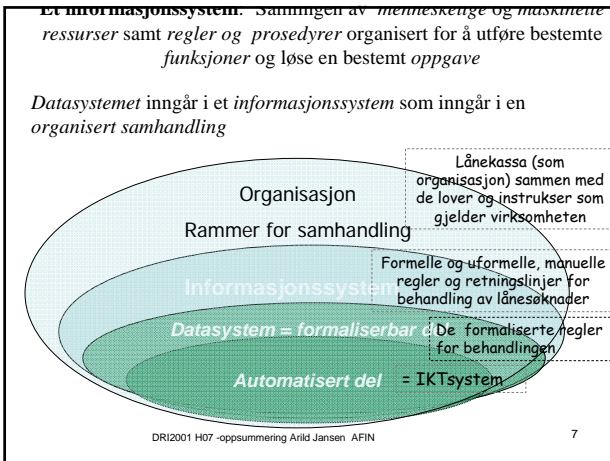 Et informasjonssystem: Samlingen av menneskelige og maskinelle
ressurser samt regler og prosedyrer organisert for å utføre bestemte
funksjoner og løse en bestemt oppgave
Datasystemet inngår i et informasjonssystem som inngår i en
organisert samhandling
Lånekassa (som
organisasjon) sammen med
de lover og instrukser som
gjelder virksomheten
Organisasjon
Rammer for samhandling
Formelle og uformelle, manuelle
regler og retningslinjer for
behandling av lånesøknader
Informasjonssystem
Datasystem = formaliserbar del
De formaliserte regler
for behandlingen
Automatisert del
= IKTsystem
DRI2001 H07 -oppsummering Arild Jansen AFIN
7